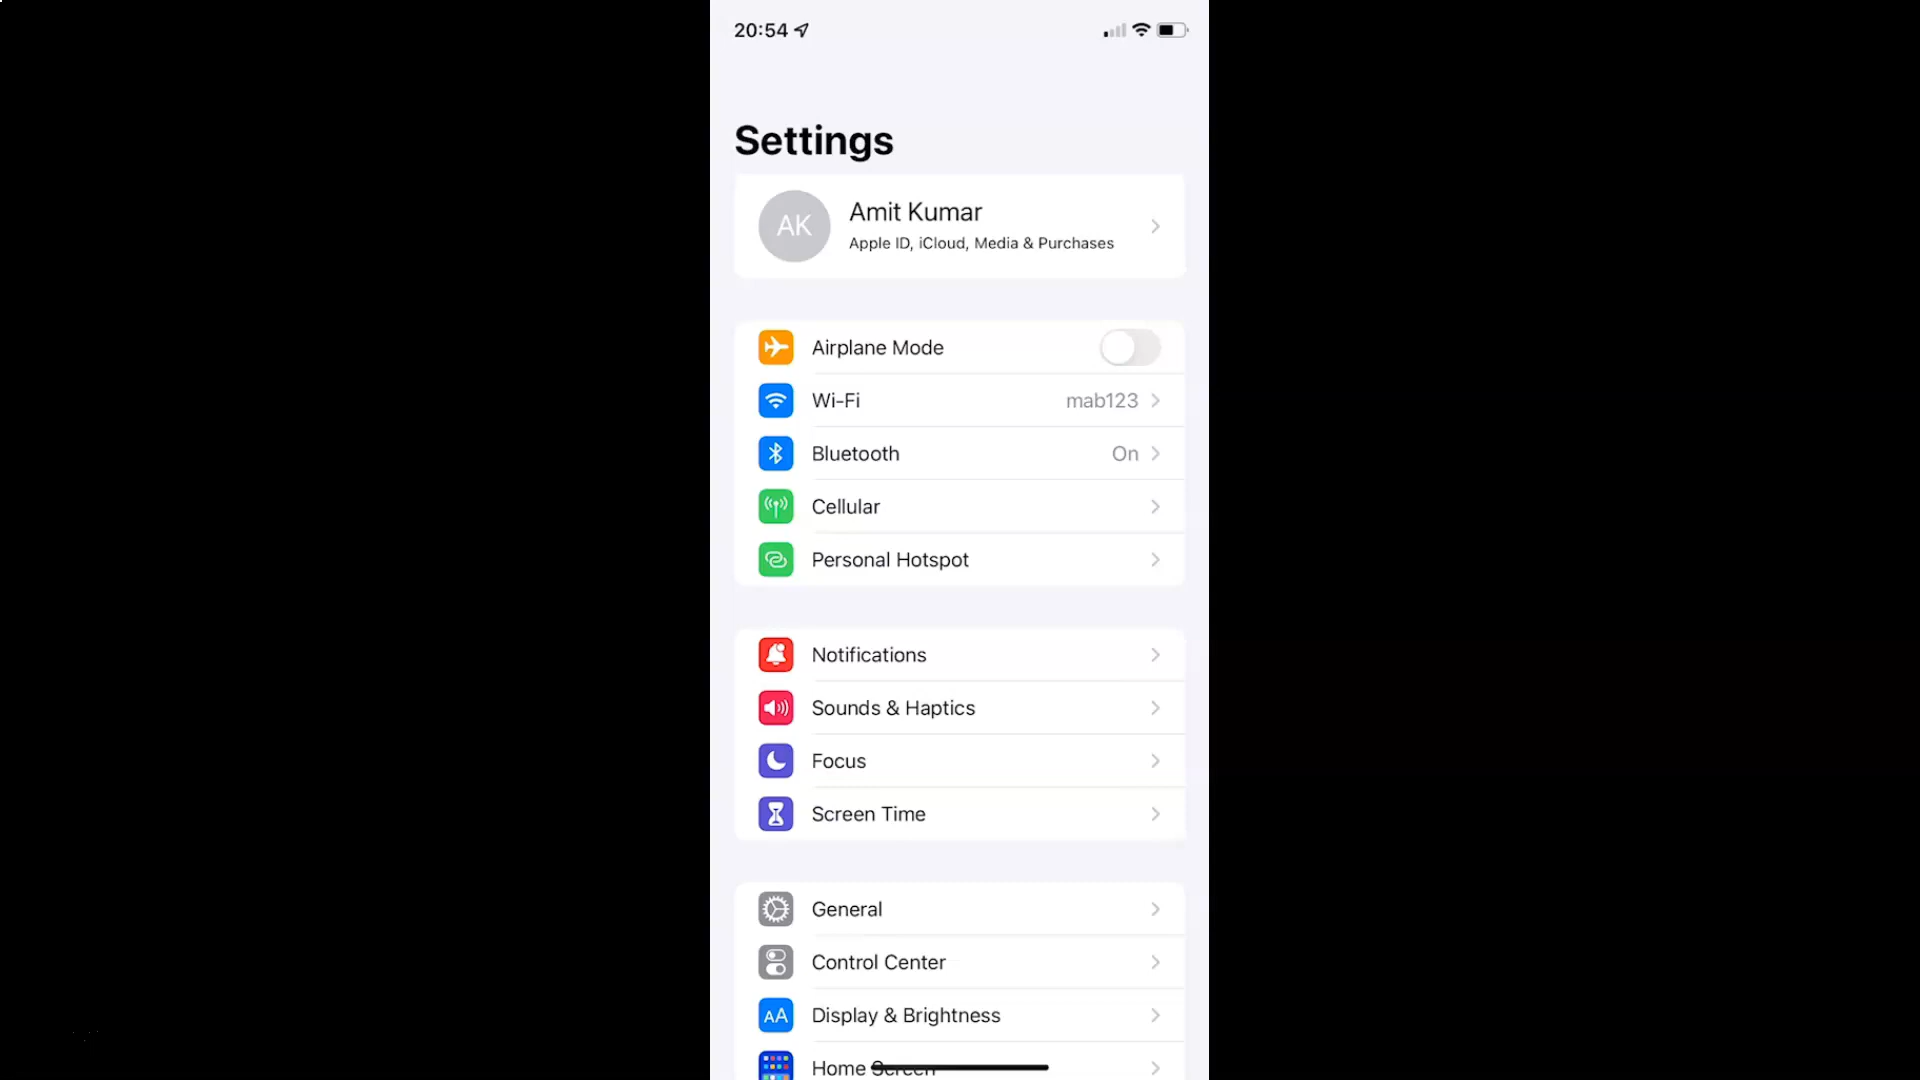 20:54
Settings
AK
Amit Kumar
Apple ID, iCloud, Media & Purchases
Airplane Mode
Wi-Fi mab123
Bluetooth On
Cellular
Personal Hotspot
Notifications
Sounds & Haptics
Focus
Screen Time
General
Control Center
AA Display & Brightness
Home Screen